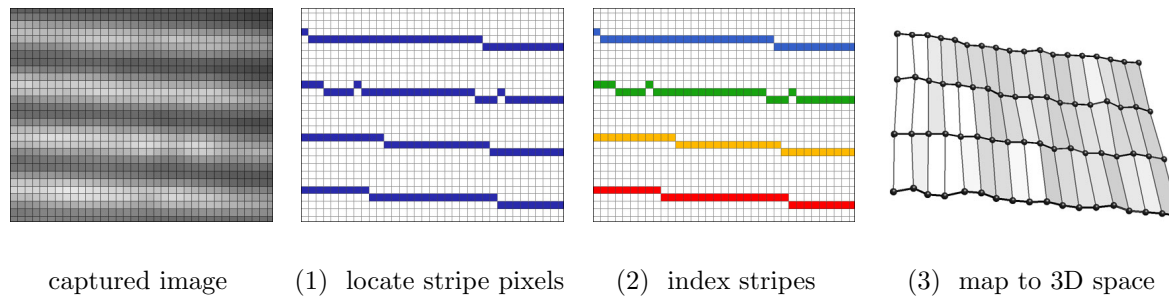 captured image (1) locate stripe pixels (2) index stripes (3) map to 3D space